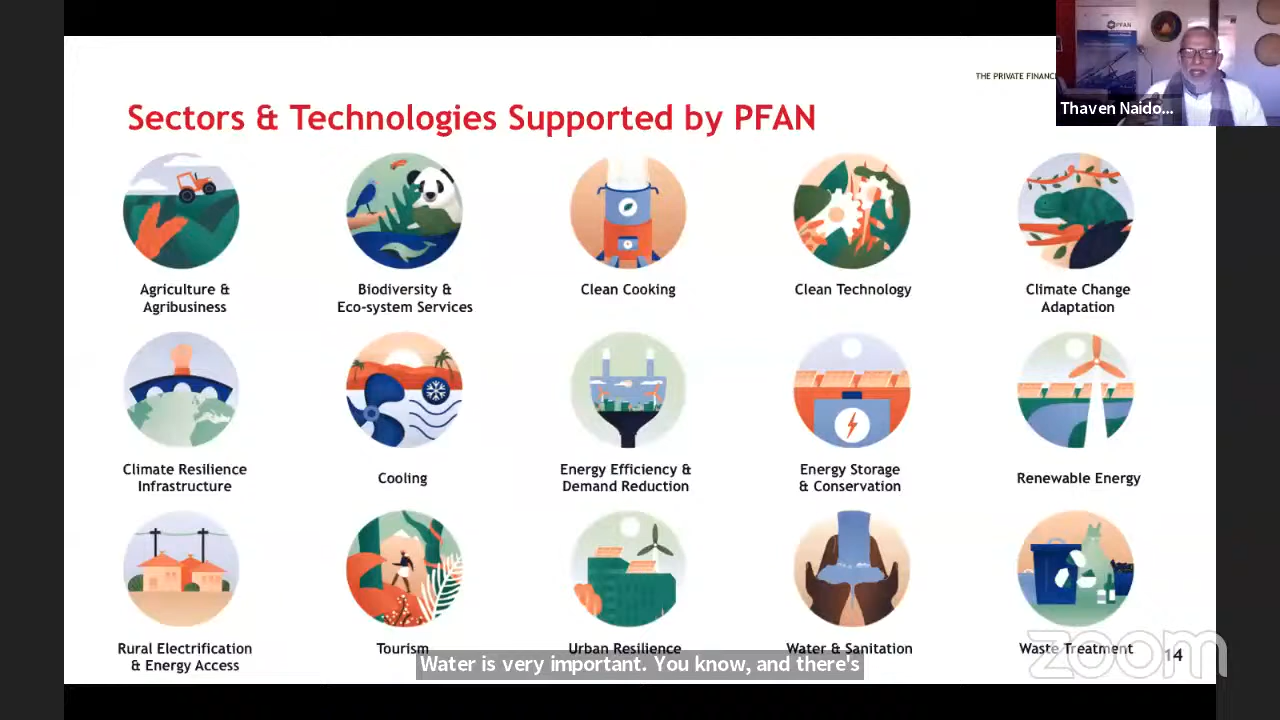 THE PRIVATE FINANC
PFAN
Thaven Naido...
Sectors & Technologies Supported by PFAN
Agriculture &
Agribusiness
Biodiversity &
Eco-system Services
Clean Cooking
Clean Technology
Climate Change
Adaptation
Climate Resilience
Infrastructure
Cooling
Energy Efficiency &
Demand Reduction
Energy Storage
& Conservation
Renewable Energy
Rural Electrification
& Energy Access
Tourism
Urban Resilience
Water & Sanitation
Waste Treatment
14
Water is very important. You know, and there's
zoom